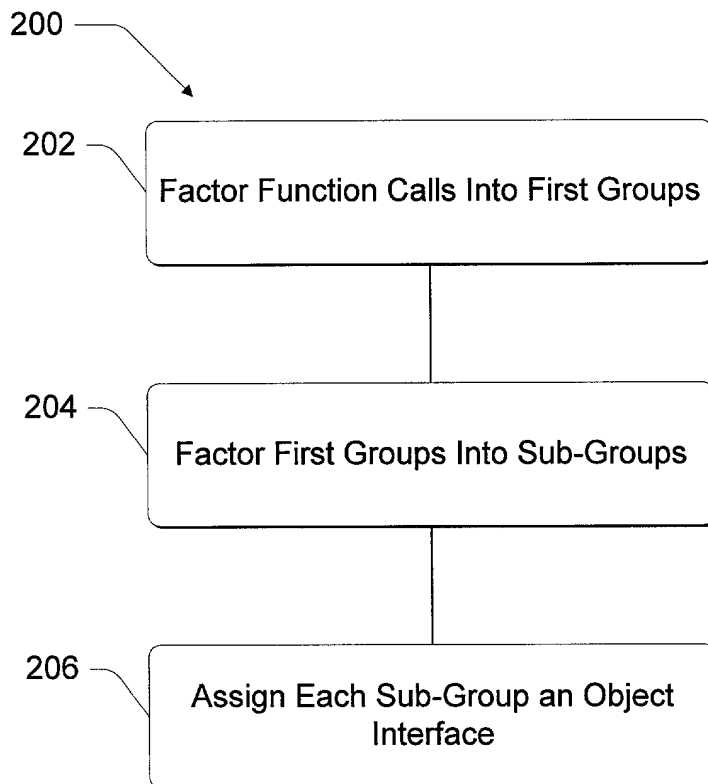 200
202
Factor Function Calls Into First Groups
204
Factor First Groups Into Sub-Groups
206
Assign Each Sub-Group an Object
Interface